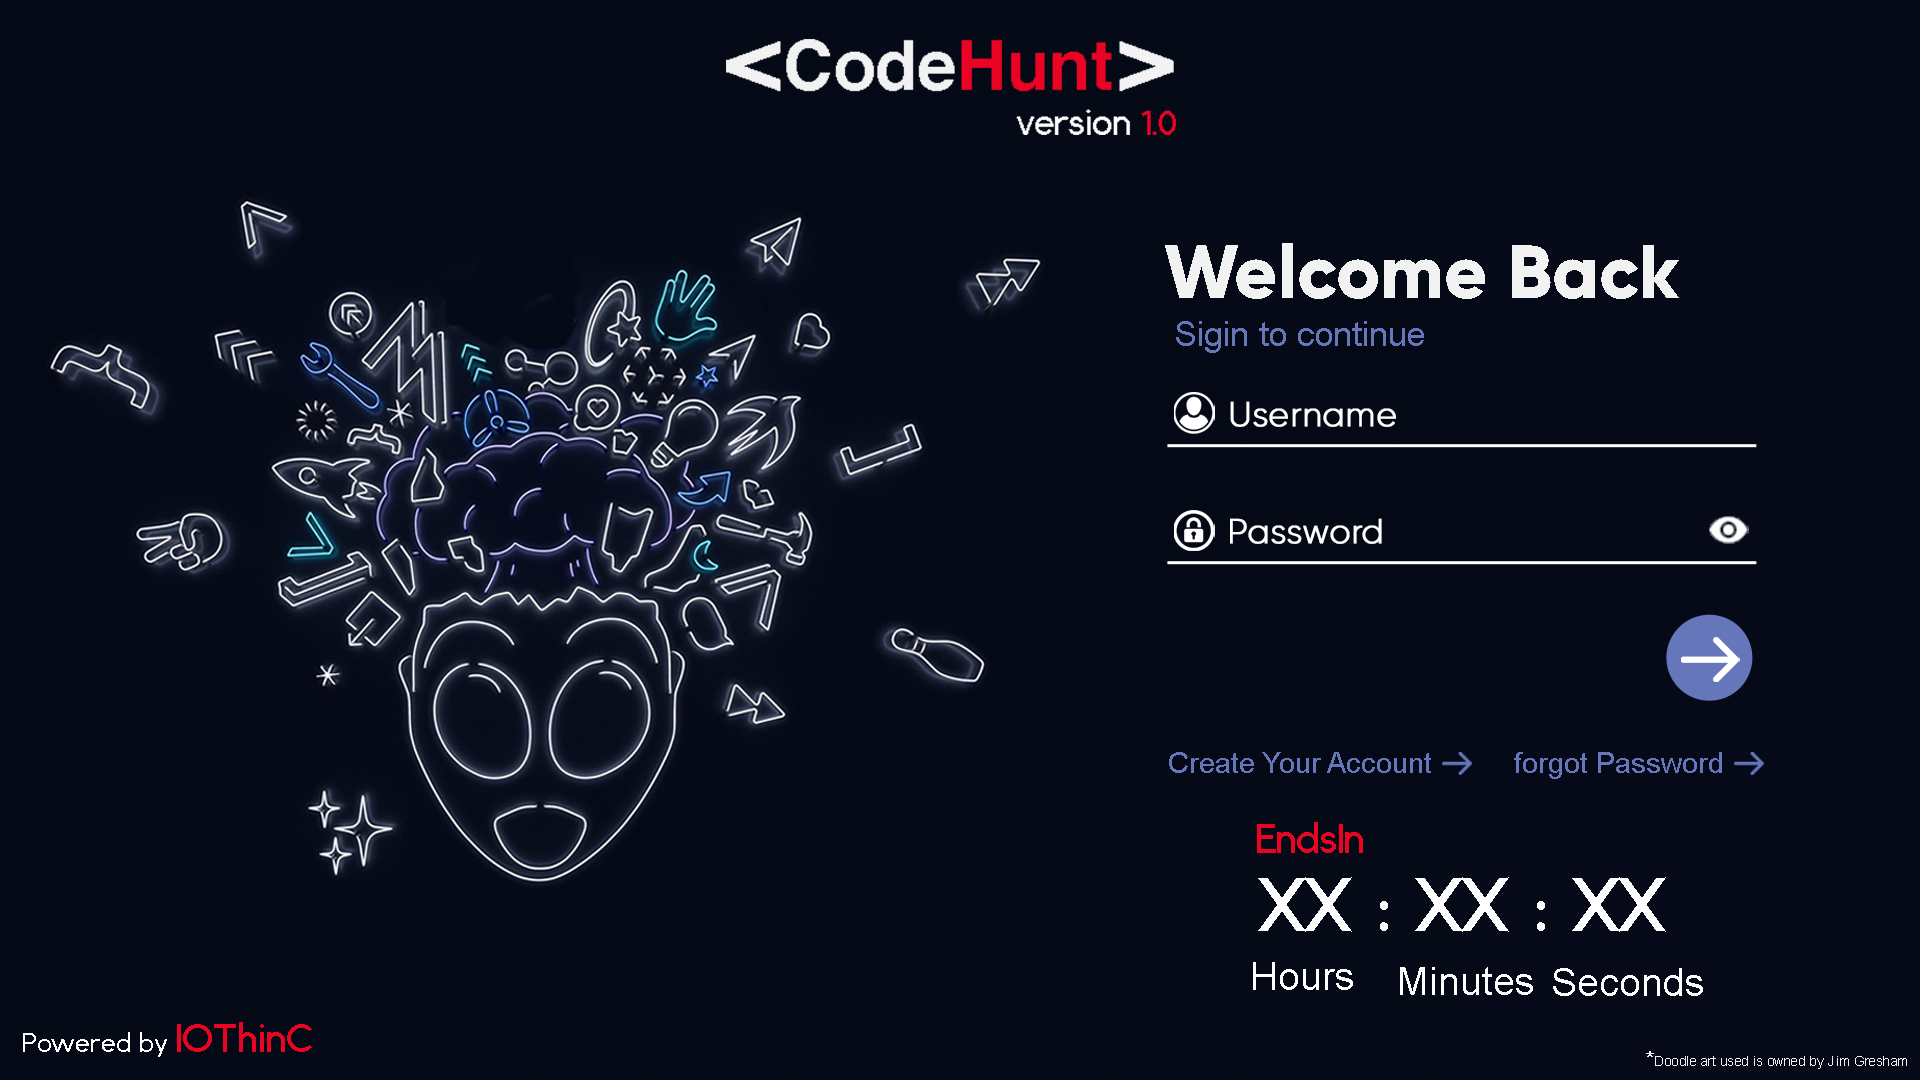 <CodeHunt>
version 1.0
Welcome Back
Sigin to continue
Username
Password
Create Your Account → forgot Password →
EndsIn
XX : XX : XX
Hours Minutes Seconds
Powered by IOThinC
*Doodle art used is owned by Jim Gresham